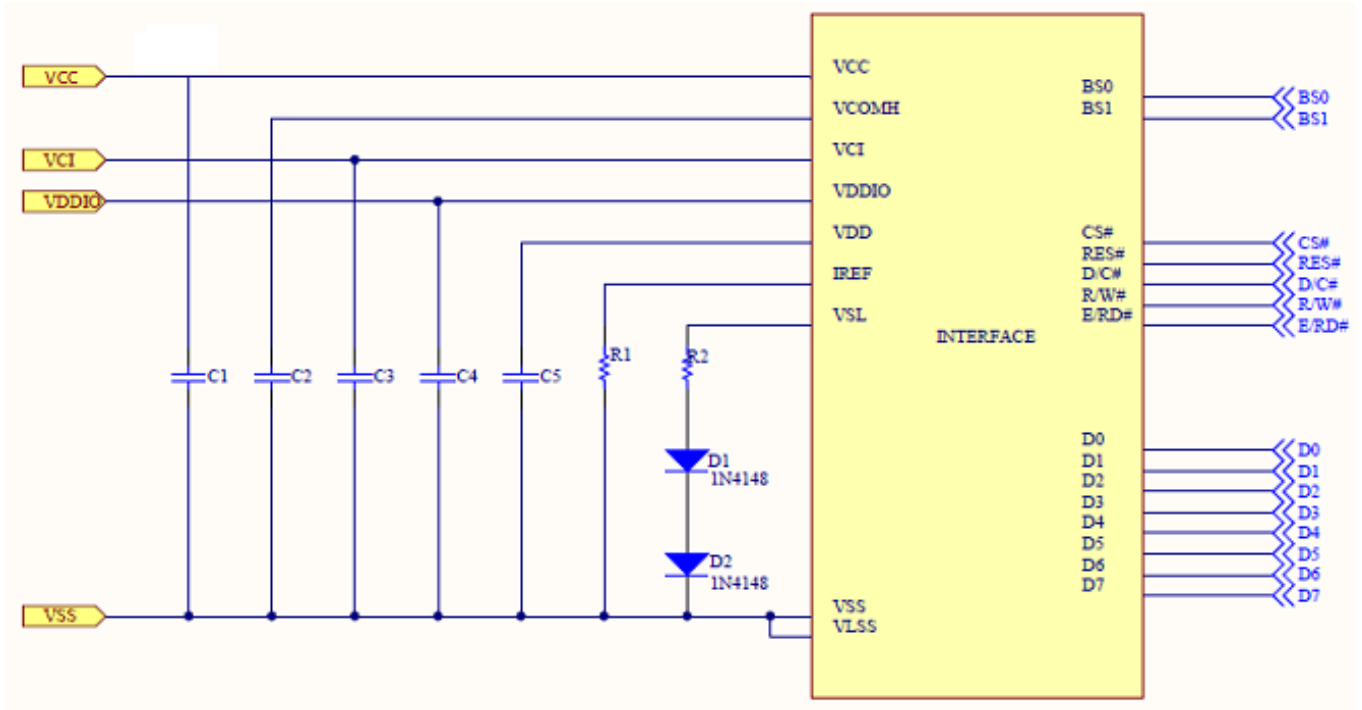 VCC
VCI
VDDIO
VSS
C1
C2
C3
C4
C5
R1
R2
D1
1N4148
D2
1N4148
VCC
VCOMH
VCI
VDDIO
VDD
IREF
VSL
VSS
VLSS
INTERFACE
BS0
BS1
CS#
RES#
D/C#
R/W#
E/RD#
D0
D1
D2
D3
D4
D5
D6
D7
BS0
BS1
CS#
RES#
D/C#
R/W#
E/RD#
D0
D1
D2
D3
D4
D5
D6
D7